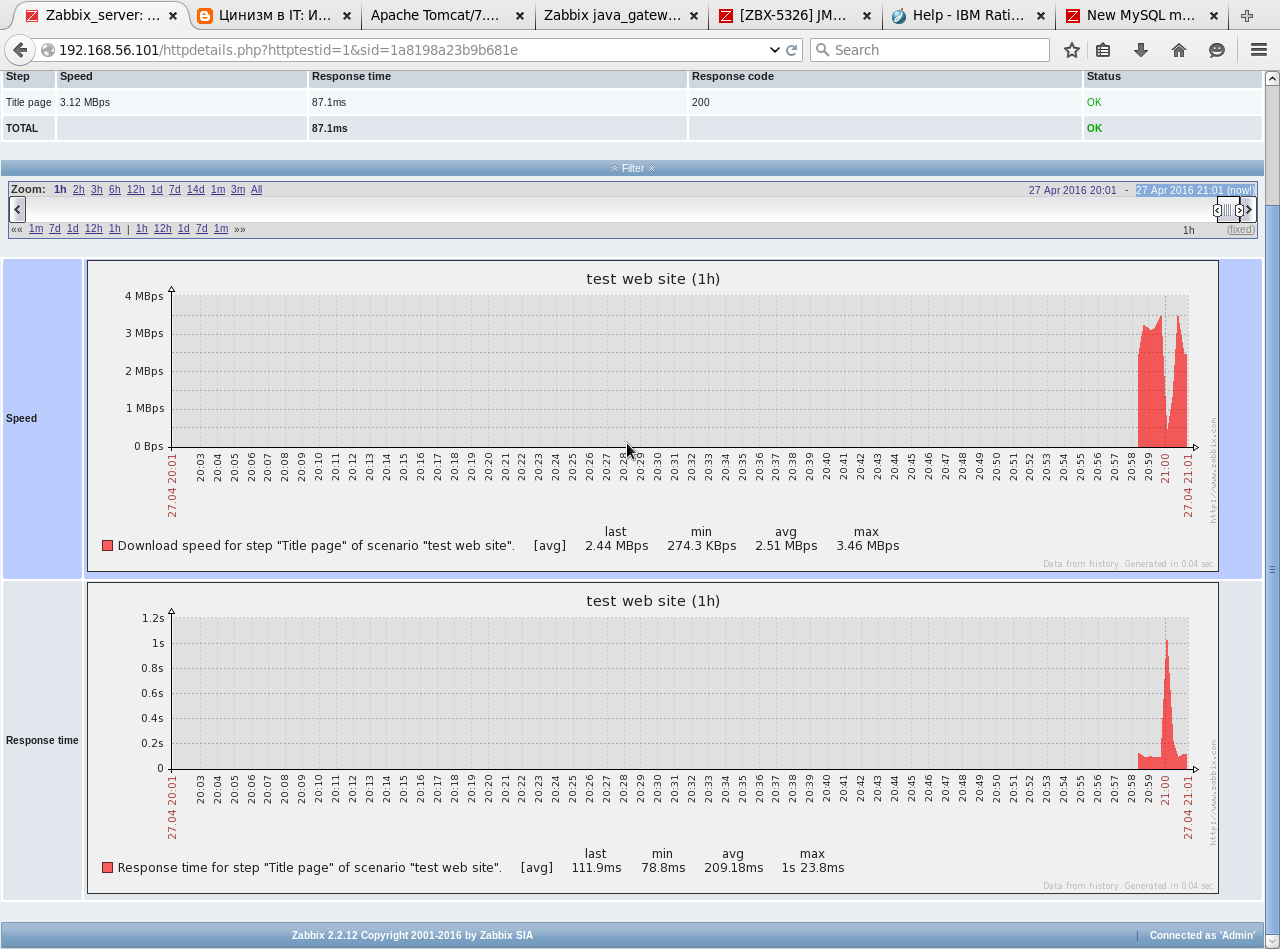 Zabbix_server: ...
Цинизм в IT: И...
Apache Tomcat/7....
Zabbix java_gatew...
[ZBX-5326] JM...
Help - IBM Rati...
New MySQL m...
192.168.56.101/httpdetails.php?httptestid=1&sid=1a8198a23b9b681e
Search
Step Speed Response time Response code Status
Title page 3.12 MBps 87.1ms 200 OK
TOTAL 87.1ms OK
Filter
Zoom: 1h 2h 3h 6h 12h 1d 7d 14d 1m 3m All
27 Apr 2016 20:01 - 27 Apr 2016 21:01 (now!)
«« 1m 7d 1d 12h 1h | 1h 12h 1d 7d 1m »»
1h (fixed)
Speed
test web site (1h)
4 MBps
3 MBps
2 MBps
1 MBps
0 Bps
27.04 20:01 20:03 20:04 20:05 20:06 20:07 20:08 20:09 20:10 20:11 20:12 20:13 20:14 20:15 20:16 20:17 20:18 20:19 20:20 20:21 20:22 20:23 20:24 20:25 20:26 20:27 20:29 20:30 20:31 20:32 20:33 20:34 20:35 20:36 20:37 20:38 20:39 20:40 20:41 20:42 20:43 20:44 20:45 20:46 20:47 20:48 20:49 20:50 20:51 20:52 20:53 20:54 20:55 20:56 20:57 20:58 20:59 21:00 27.04 21:01
http://www.zabbix.com
last min avg max
Download speed for step "Title page" of scenario "test web site". [avg] 2.44 MBps 274.3 KBps 2.51 MBps 3.46 MBps
Data from history. Generated in 0.04 sec.
Response time
test web site (1h)
1.2s
1s
0.8s
0.6s
0.4s
0.2s
0
27.04 20:01 20:03 20:04 20:05 20:06 20:07 20:08 20:09 20:10 20:11 20:12 20:13 20:14 20:15 20:16 20:17 20:18 20:19 20:20 20:21 20:22 20:23 20:24 20:25 20:26 20:27 20:28 20:29 20:30 20:31 20:32 20:33 20:34 20:35 20:36 20:37 20:38 20:39 20:40 20:41 20:42 20:43 20:44 20:45 20:46 20:47 20:48 20:49 20:50 20:51 20:52 20:53 20:54 20:55 20:56 20:57 20:58 20:59 21:00 27.04 21:01
http://www.zabbix.com
last min avg max
Response time for step "Title page" of scenario "test web site". [avg] 111.9ms 78.8ms 209.18ms 1s 23.8ms
Data from history. Generated in 0.04 sec.
Zabbix 2.2.12 Copyright 2001-2016 by Zabbix SIA
| Connected as 'Admin'